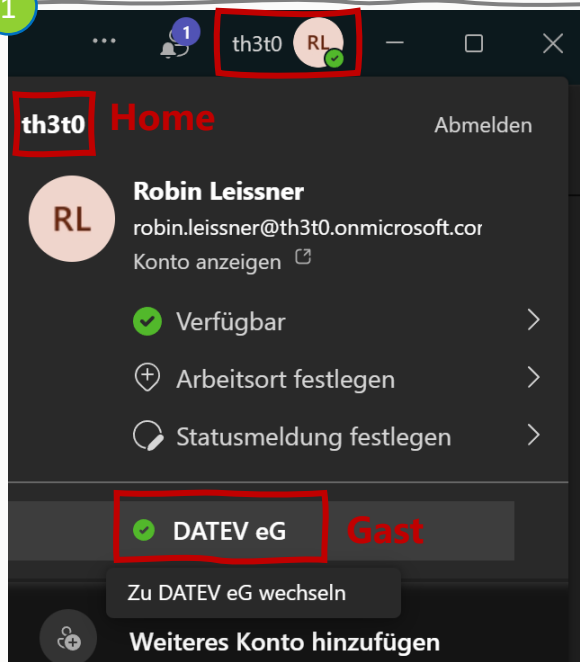 1
... 1 th3t0 RL
th3t0 Home Abmelden
RL
Robin Leissner
robin.leissner@th3t0.onmicrosoft.cor
Konto anzeigen
Verfügbar
Arbeitsort festlegen
Statusmeldung festlegen
DATEV eG Gast
Zu DATEV eG wechseln
Weiteres Konto hinzufügen